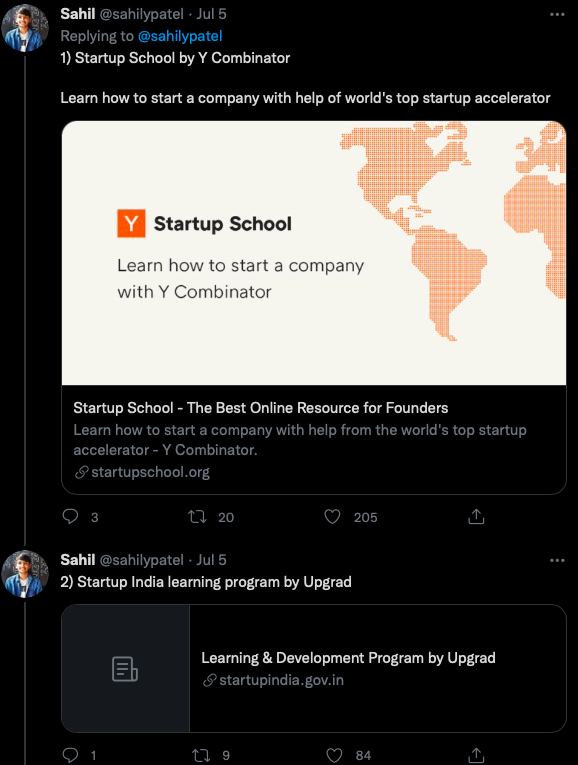 Sahil @sahilypatel · Jul 5
Replying to @sahilypatel
1) Startup School by Y Combinator
Learn how to start a company with help of world's top startup accelerator
Y Startup School
Learn how to start a company
with Y Combinator
Startup School - The Best Online Resource for Founders
Learn how to start a company with help from the world's top startup
accelerator - Y Combinator.
startupschool.org
3 20 205
Sahil @sahilypatel · Jul 5
2) Startup India learning program by Upgrad
Learning & Development Program by Upgrad
startupindia.gov.in
1 9 84